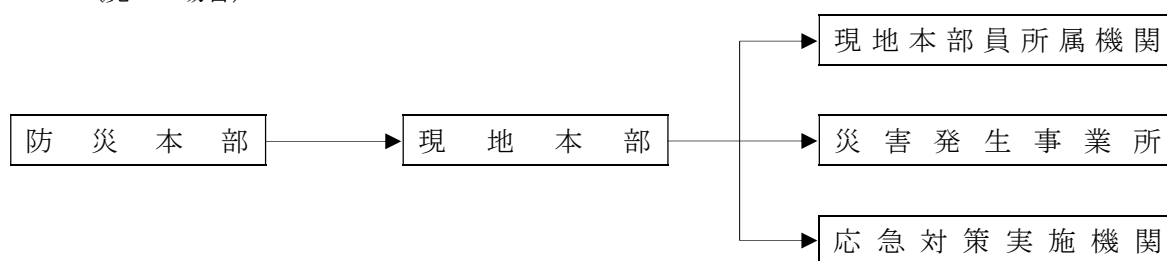 現地本部員所属機関
防災本部
現地本部
災害発生事業所
応急対策実施機関